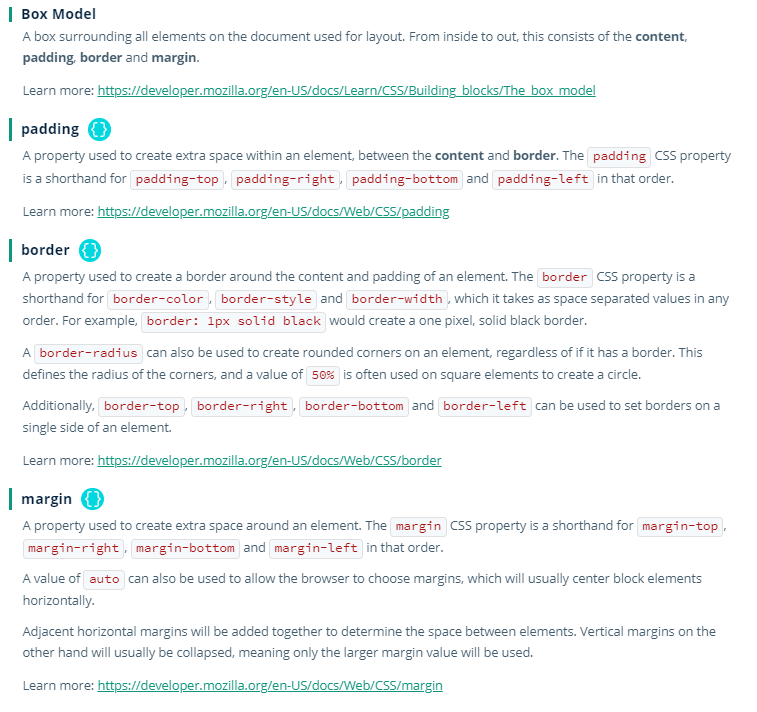 Box Model
A box surrounding all elements on the document used for layout. From inside to out, this consists of the content,
padding, border and margin.
Learn more: https://developer.mozilla.org/en-US/docs/Learn/CSS/Building_blocks/The_box_model
padding {}
A property used to create extra space within an element, between the content and border. The padding CSS property
is a shorthand for padding-top, padding-right, padding-bottom and padding-left in that order.
Learn more: https://developer.mozilla.org/en-US/docs/Web/CSS/padding
border {}
A property used to create a border around the content and padding of an element. The border CSS property is a
shorthand for border-color, border-style and border-width, which it takes as space separated values in any
order. For example, border: 1px solid black would create a one pixel, solid black border.
A border-radius can also be used to create rounded corners on an element, regardless of if it has a border. This
defines the radius of the corners, and a value of 50% is often used on square elements to create a circle.
Additionally, border-top, border-right, border-bottom and border-left can be used to set borders on a
single side of an element.
Learn more: https://developer.mozilla.org/en-US/docs/Web/CSS/border
margin {}
A property used to create extra space around an element. The margin CSS property is a shorthand for margin-top,
margin-right, margin-bottom and margin-left in that order.
A value of auto can also be used to allow the browser to choose margins, which will usually center block elements
horizontally.
Adjacent horizontal margins will be added together to determine the space between elements. Vertical margins on the
other hand will usually be collapsed, meaning only the larger margin value will be used.
Learn more: https://developer.mozilla.org/en-US/docs/Web/CSS/margin